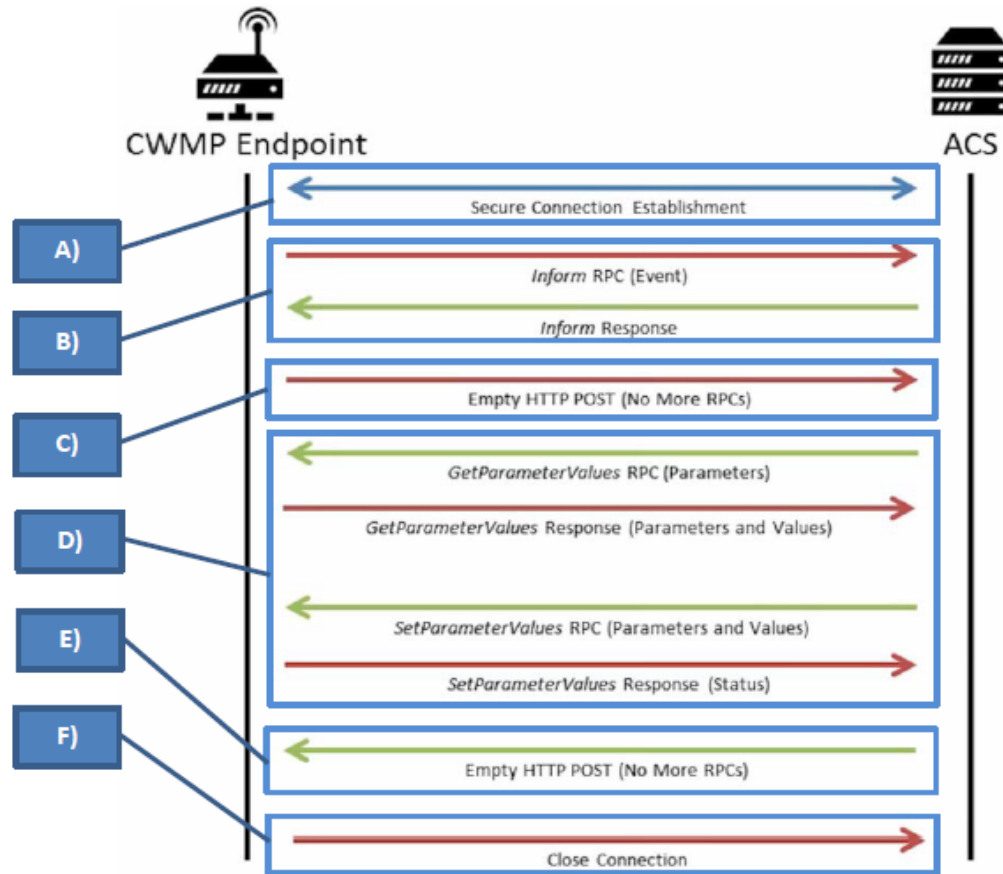 CWMP Endpoint
ACS
A)
Secure Connection Establishment
B)
Inform RPC (Event)
Inform Response
C)
Empty HTTP POST (No More RPCs)
D)
GetParameterValues RPC (Parameters)
GetParameterValues Response (Parameters and Values)
SetParameterValues RPC (Parameters and Values)
SetParameterValues Response (Status)
E)
Empty HTTP POST (No More RPCs)
F)
Close Connection